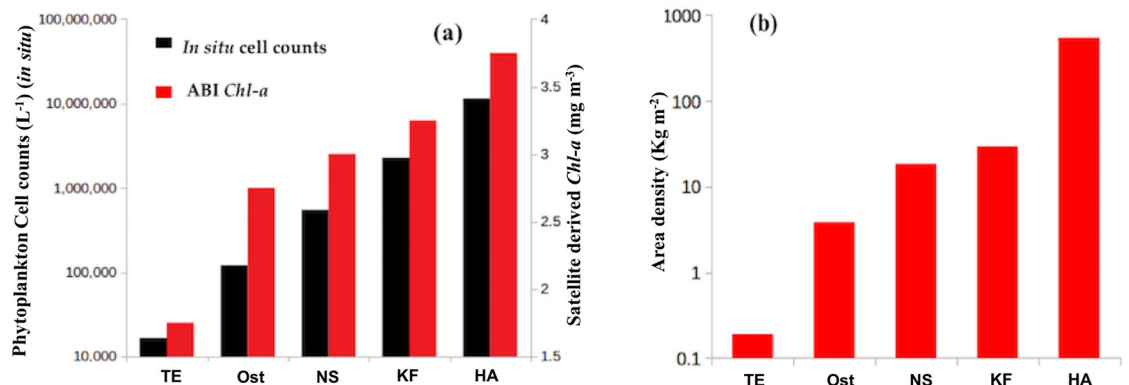 Phytoplankton Cell counts (L-1) (in situ)
100,000,000
10,000,000
1,000,000
100,000
10,000
In situ cell counts
ABI Chl-a
(a)
4
3.5
3
2.5
2
1.5
Satellite derived Chl-a (mg m-3)
TE Ost NS KF HA
Area density (Kg m-2)
1000
100
10
1
0.1
(b)
TE Ost NS KF HA